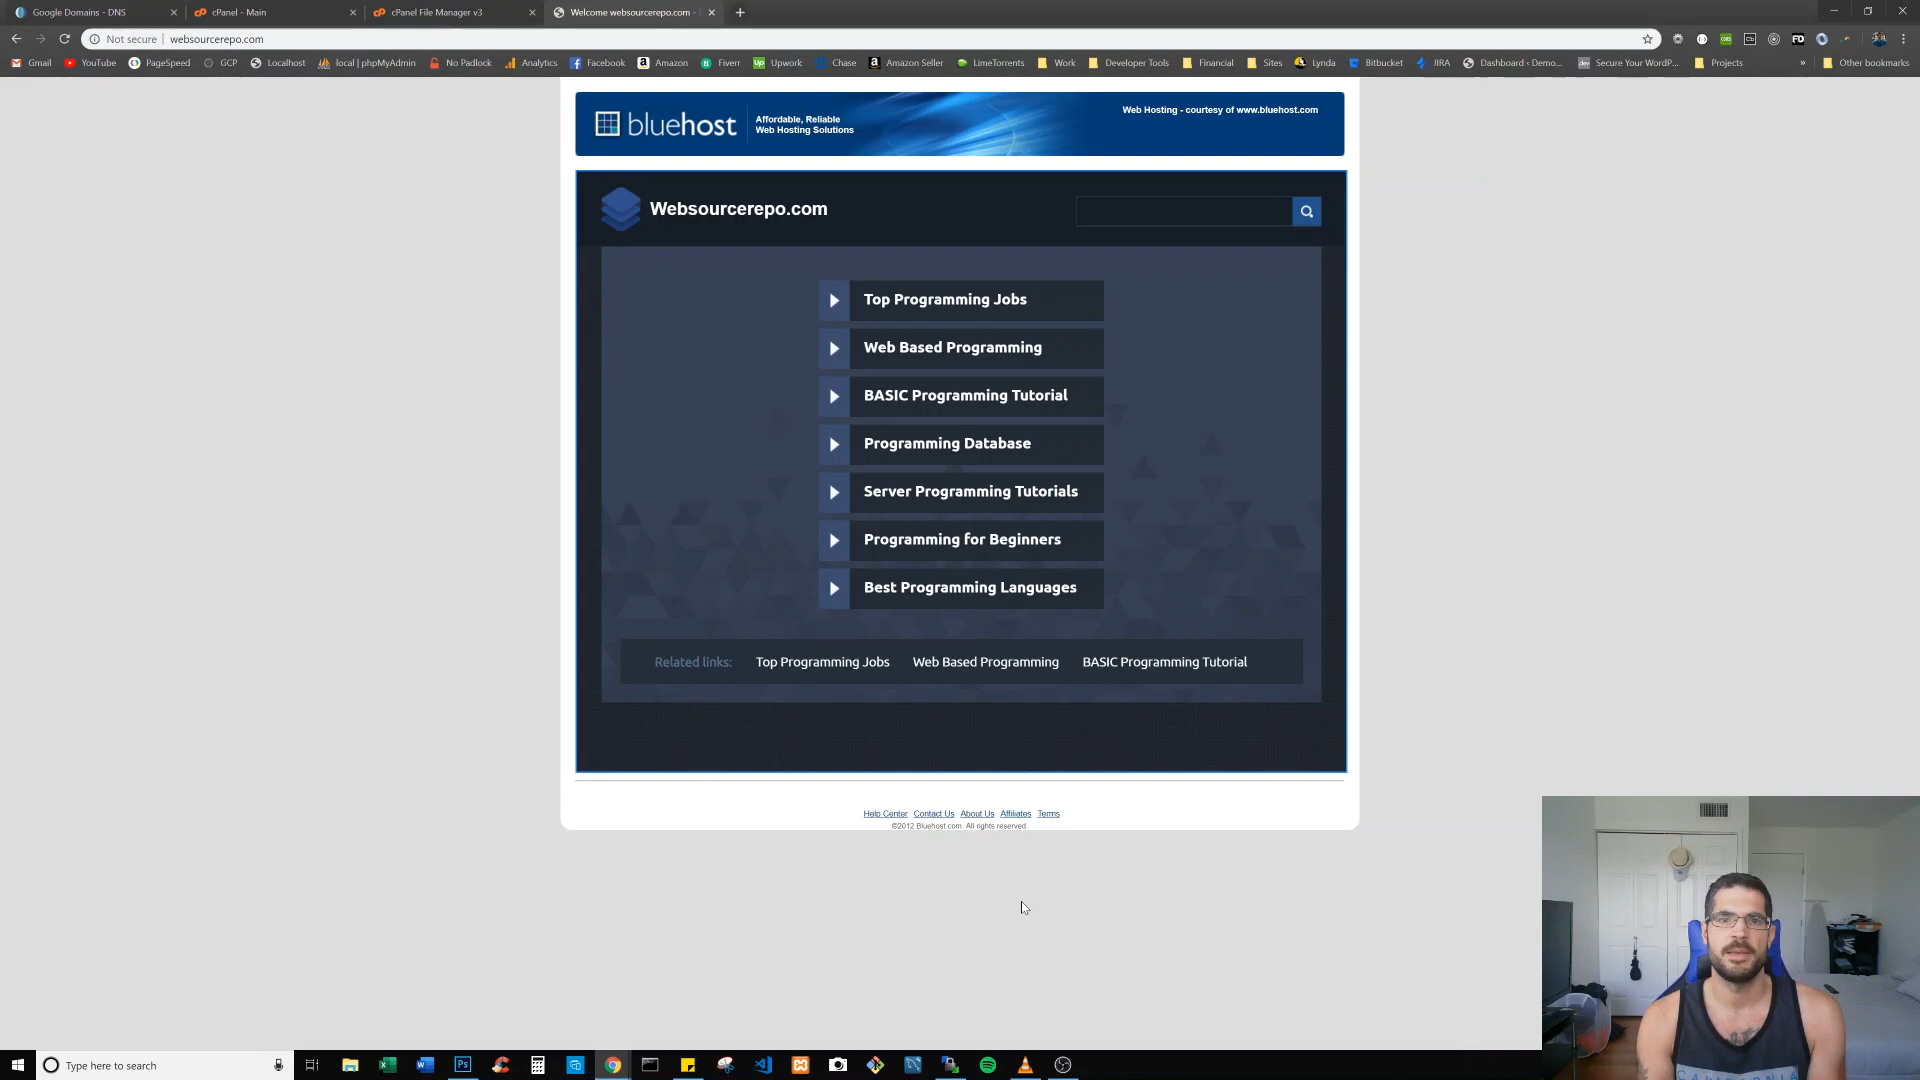 Google Domains - DNS
cPanel - Main
cPanel File Manager v3
Welcome websourcerepo.com -
Not secure
websourcerepo.com
Gmail
YouTube
PageSpeed
GCP
Localhost
local | phpMyAdmin
No Padlock
Analytics
Facebook
Amazon
Fiverr
Upwork
Chase
Amazon Seller
LimeTorrents
Work
Developer Tools
Financial
Sites
Lynda
Bitbucket
JIRA
Dashboard ‹ Demo...
Secure Your WordP...
Projects
»
Other bookmarks
bluehost
Affordable, Reliable
Web Hosting Solutions
Web Hosting - courtesy of www.bluehost.com
Websourcerepo.com
Top Programming Jobs
Web Based Programming
BASIC Programming Tutorial
Programming Database
Server Programming Tutorials
Programming for Beginners
Best Programming Languages
Related links:
Top Programming Jobs
Web Based Programming
BASIC Programming Tutorial
Help Center
Contact Us
About Us
Affiliates
Terms
©2012 Bluehost.com. All rights reserved.
Type here to search